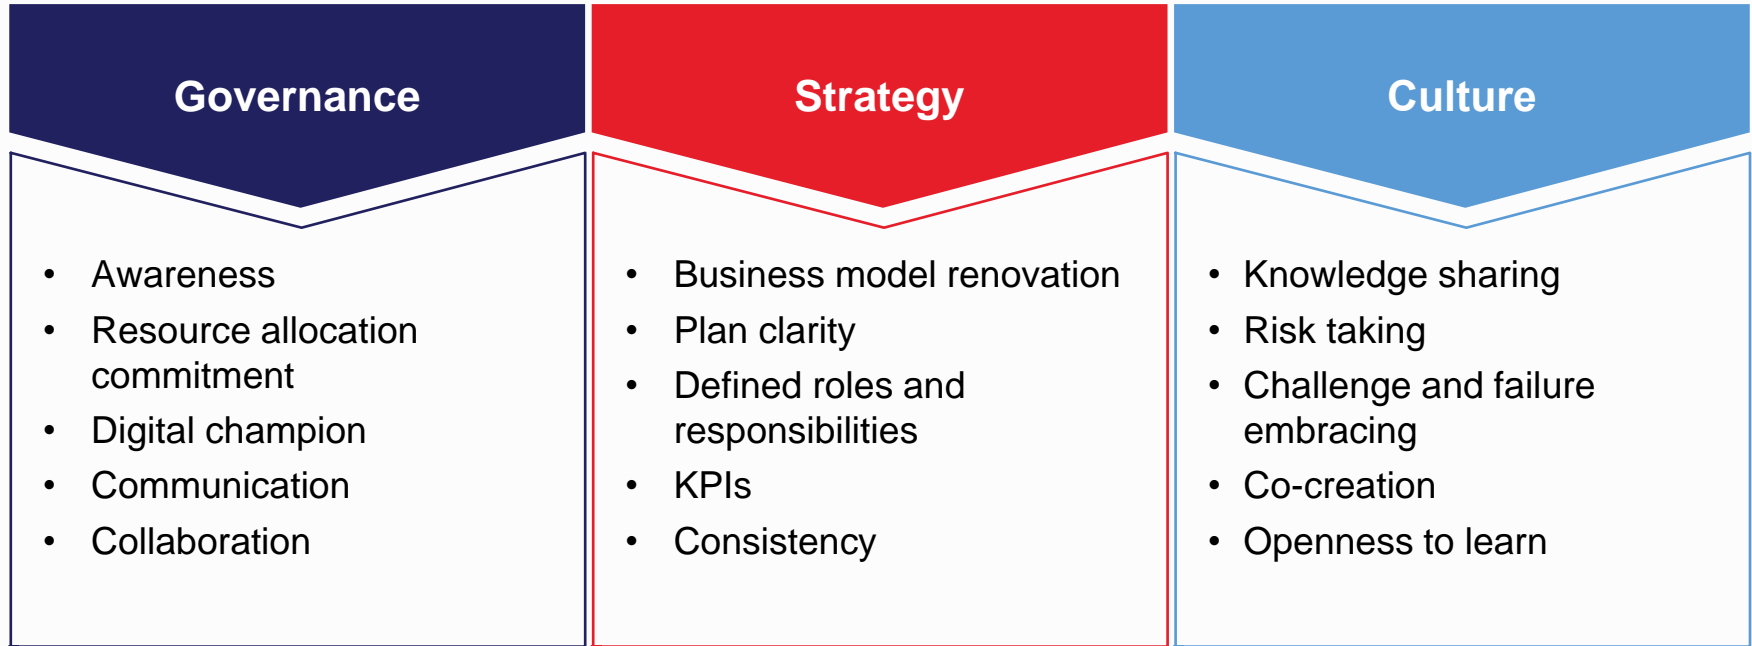 Governance
• Awareness
• Resource allocation
commitment
• Digital champion
• Communication
• Collaboration
Strategy
• Business model renovation
• Plan clarity
• Defined roles and
responsibilities
• KPIs
• Consistency
Culture
• Knowledge sharing
• Risk taking
• Challenge and failure
embracing
• Co-creation
• Openness to learn